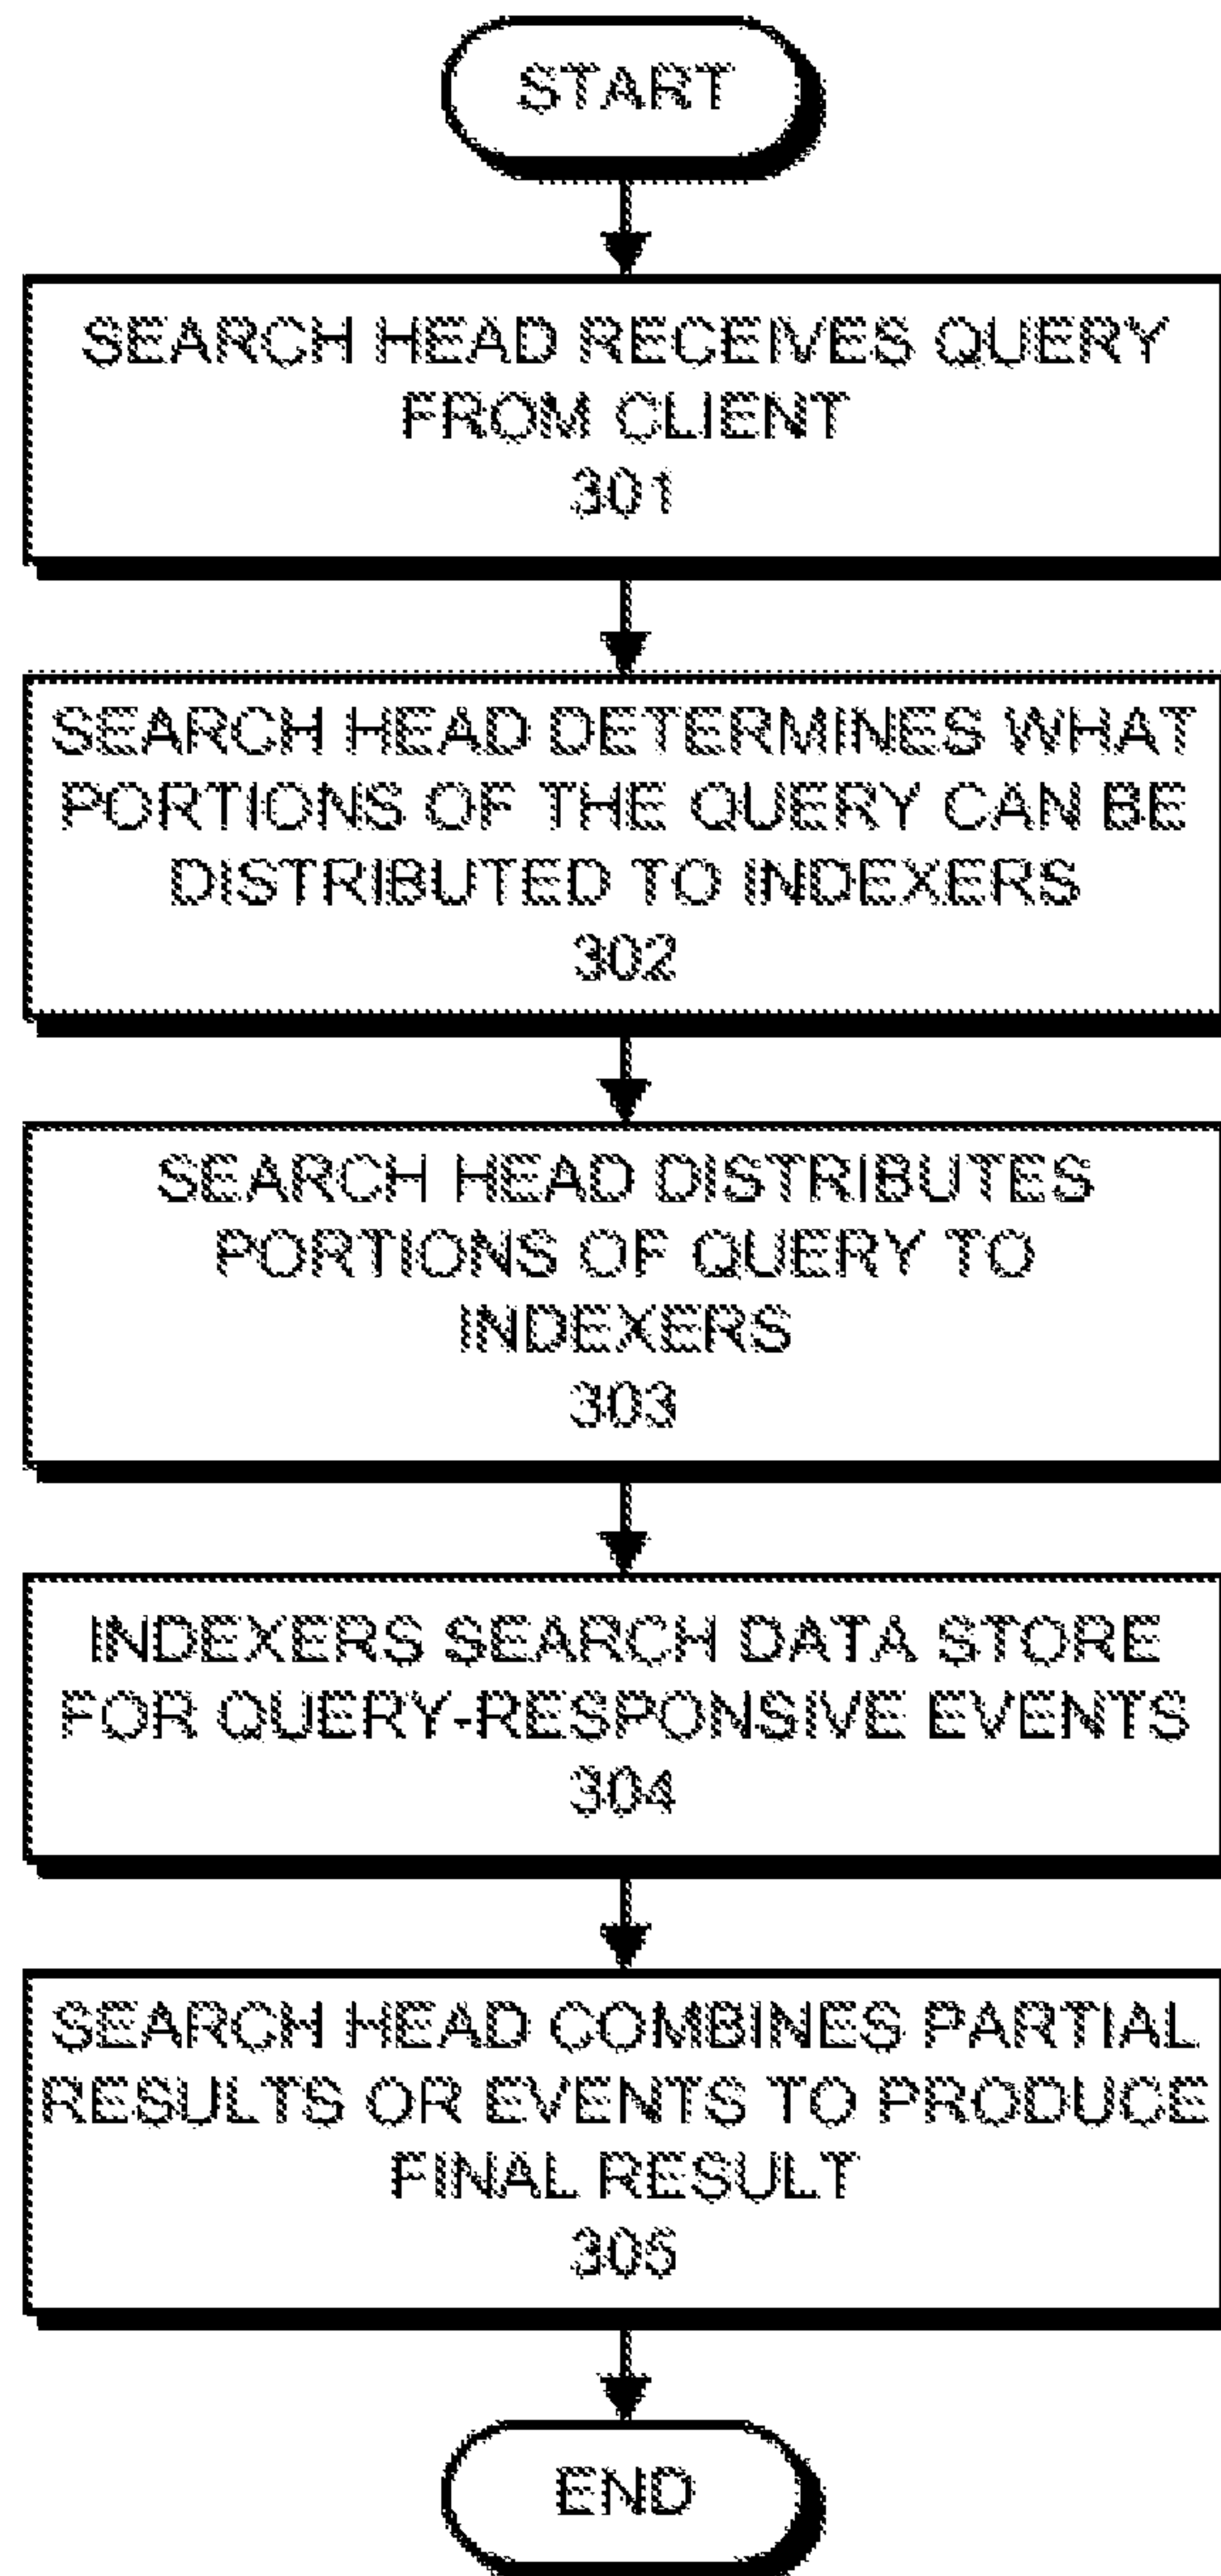 START
SEARCH HEAD RECEIVES QUERY
FROM CLIENT
301
SEARCH HEAD DETERMINES WHAT
PORTIONS OF THE QUERY CAN BE
DISTRIBUTED TO INDEXERS
302
SEARCH HEAD DISTRIBUTES
PORTIONS OF QUERY TO
INDEXERS
303
INDEXERS SEARCH DATA STORE
FOR QUERY-RESPONSIVE EVENTS
304
SEARCH HEAD COMBINES PARTIAL
RESULTS OR EVENTS TO PRODUCE
FINAL RESULT
305
END